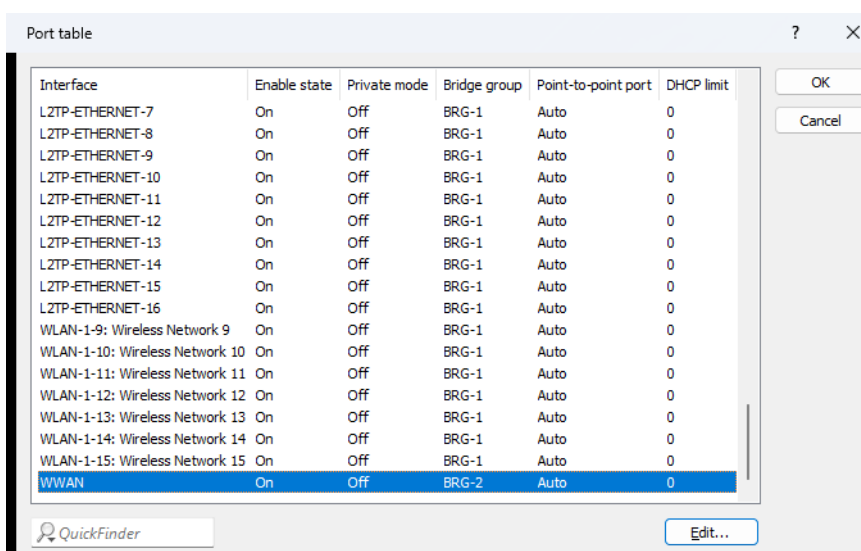 Port table ?
Interface Enable state Private mode Bridge group Point-to-point port DHCP limit OK
L2TP-ETHERNET-7 On Off BRG-1 Auto 0 Cancel
L2TP-ETHERNET-8 On Off BRG-1 Auto 0
L2TP-ETHERNET-9 On Off BRG-1 Auto 0
L2TP-ETHERNET-10 On Off BRG-1 Auto 0
L2TP-ETHERNET-11 On Off BRG-1 Auto 0
L2TP-ETHERNET-12 On Off BRG-1 Auto 0
L2TP-ETHERNET-13 On Off BRG-1 Auto 0
L2TP-ETHERNET-14 On Off BRG-1 Auto 0
L2TP-ETHERNET-15 On Off BRG-1 Auto 0
L2TP-ETHERNET-16 On Off BRG-1 Auto 0
WLAN-1-9: Wireless Network 9 On Off BRG-1 Auto 0
WLAN-1-10: Wireless Network 10 On Off BRG-1 Auto 0
WLAN-1-11: Wireless Network 11 On Off BRG-1 Auto 0
WLAN-1-12: Wireless Network 12 On Off BRG-1 Auto 0
WLAN-1-13: Wireless Network 13 On Off BRG-1 Auto 0
WLAN-1-14: Wireless Network 14 On Off BRG-1 Auto 0
WLAN-1-15: Wireless Network 15 On Off BRG-1 Auto 0
WWAN On Off BRG-2 Auto 0
QuickFinder Edit...